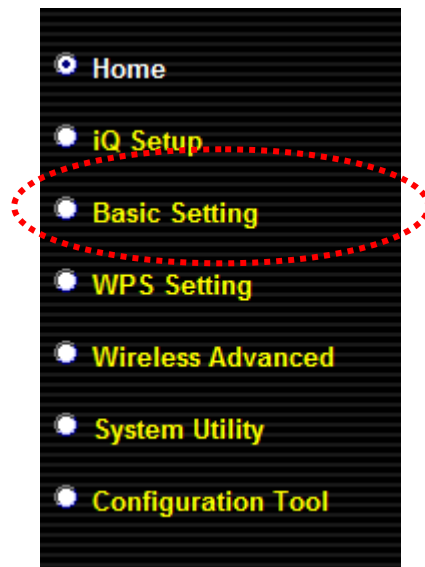 Home
iQ Setup
Basic Setting
WPS Setting
Wireless Advanced
System Utility
Configuration Tool